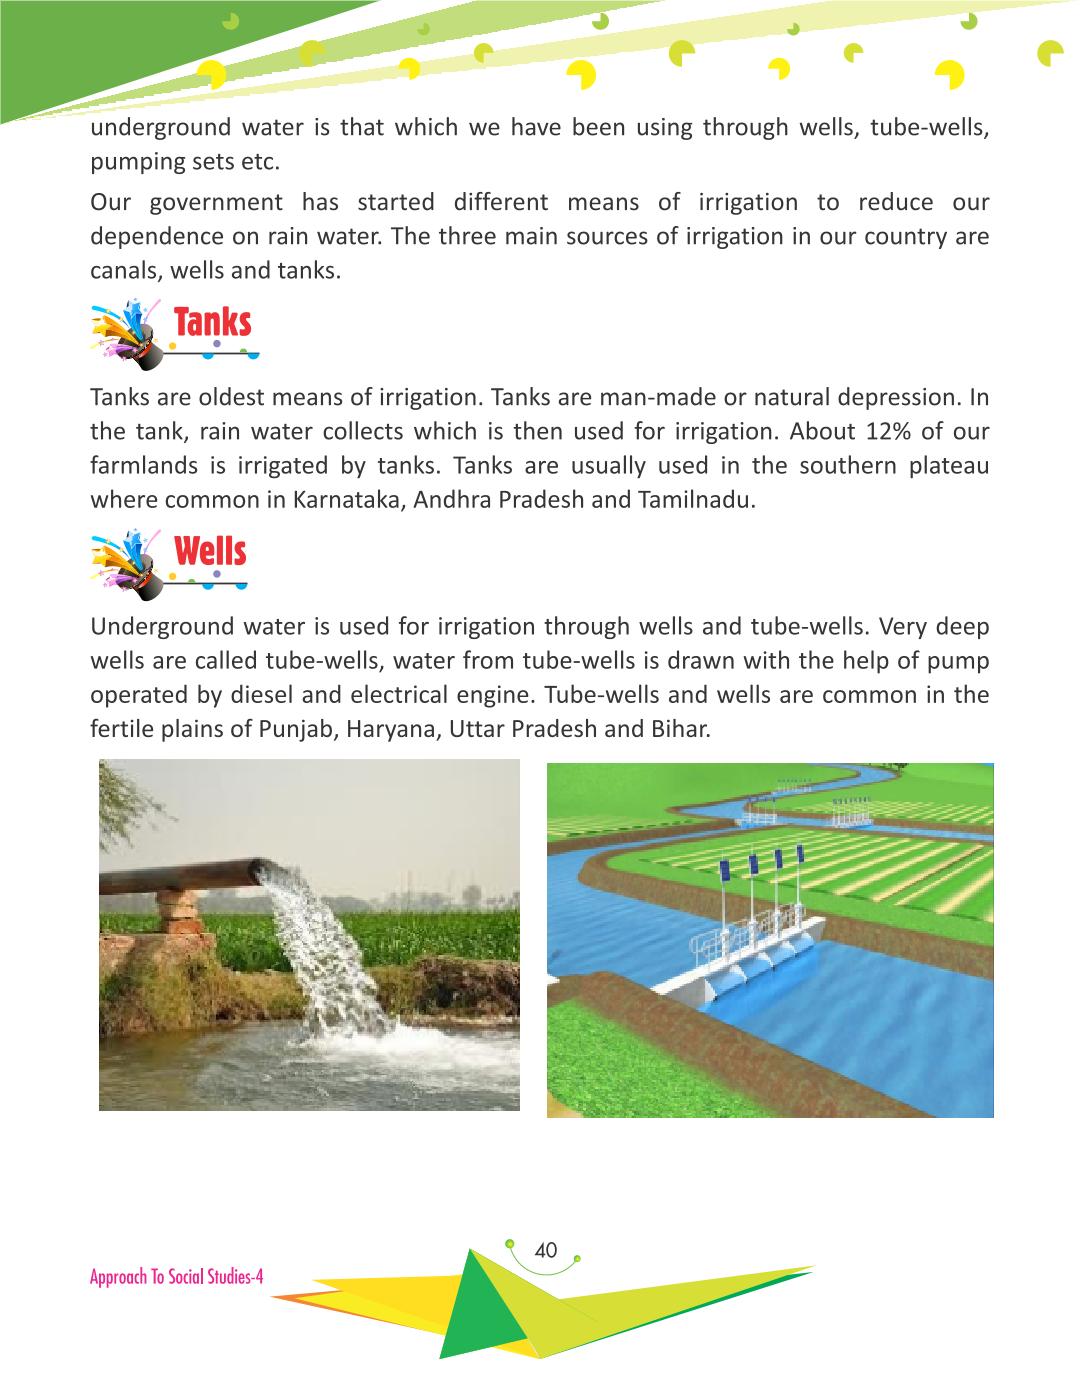 underground water is that which we have been using through wells, tube-wells,
pumping sets etc.
Our government has started different means of irrigation to reduce our
dependence on rain water. The three main sources of irrigation in our country are
canals, wells and tanks.
Tanks
Tanks are oldest means of irrigation. Tanks are man-made or natural depression. In
the tank, rain water collects which is then used for irrigation. About 12% of our
farmlands is irrigated by tanks. Tanks are usually used in the southern plateau
where common in Karnataka, Andhra Pradesh and Tamilnadu.
Wells
Underground water is used for irrigation through wells and tube-wells. Very deep
wells are called tube-wells, water from tube-wells is drawn with the help of pump
operated by diesel and electrical engine. Tube-wells and wells are common in the
fertile plains of Punjab, Haryana, Uttar Pradesh and Bihar.
40
Approach To Social Studies-4